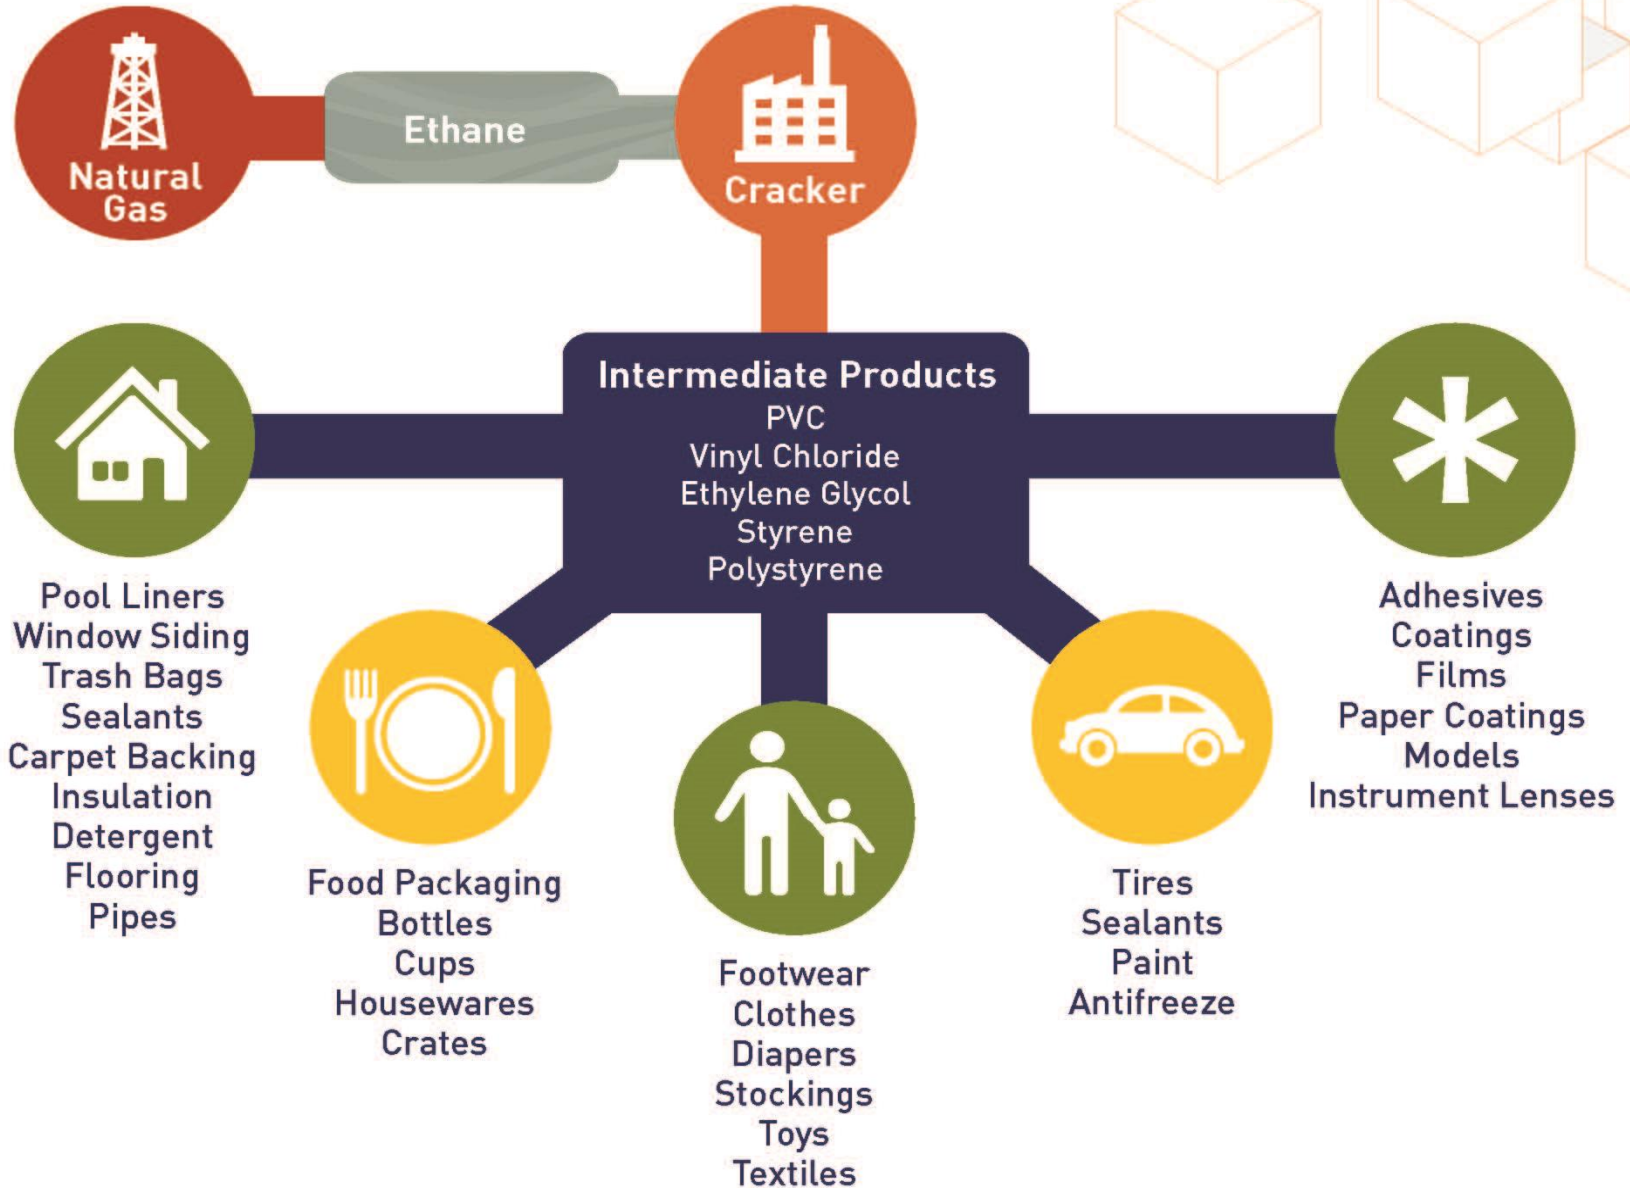 Natural
Gas
Ethane
Cracker
Intermediate Products
PVC
Vinyl Chloride
Ethylene Glycol
Styrene
Polystyrene
Pool Liners
Window Siding
Trash Bags
Sealants
Carpet Backing
Insulation
Detergent
Flooring
Pipes
Food Packaging
Bottles
Cups
Housewares
Crates
Footwear
Clothes
Diapers
Stockings
Toys
Textiles
Tires
Sealants
Paint
Antifreeze
Adhesives
Coatings
Films
Paper Coatings
Models
Instrument Lenses